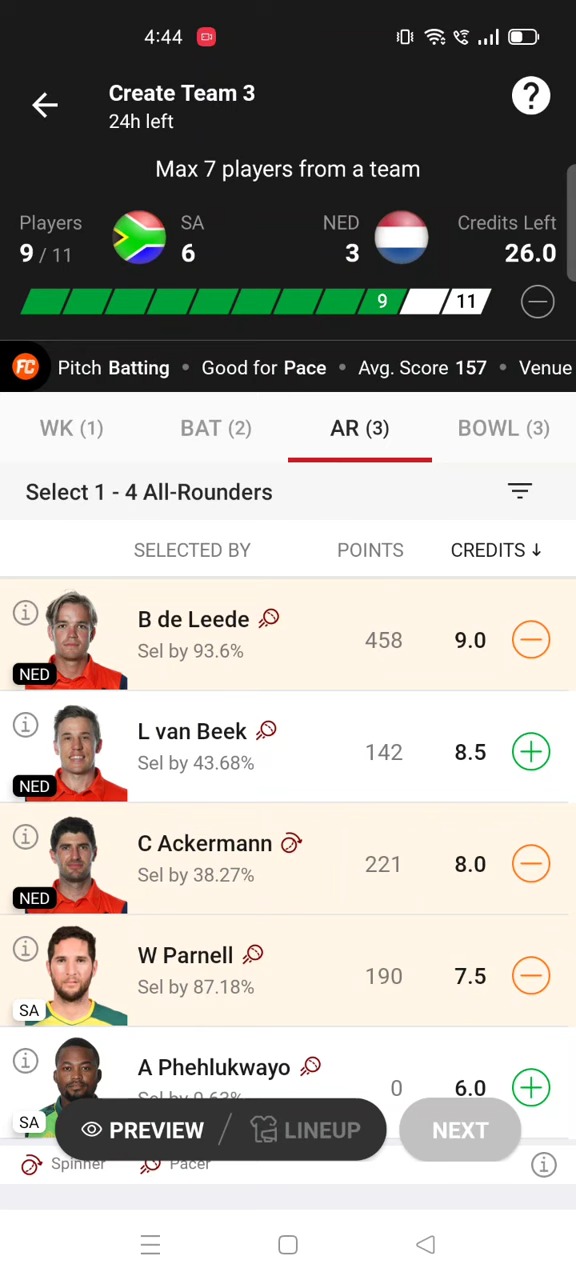 4:44
Create Team 3
24h left
?
Max 7 players from a team
Players
SA
NED
Credits Left
9 / 11
6
3
26.0
9
11
FC Pitch Batting • Good for Pace • Avg. Score 157 • Venue
WK (1)
BAT (2)
AR (3)
BOWL (3)
Select 1 - 4 All-Rounders
SELECTED BY
POINTS
CREDITS ↓
i
B de Leede
Sel by 93.6%
458
9.0
NED
i
L van Beek
Sel by 43.68%
142
8.5
NED
i
C Ackermann
Sel by 38.27%
221
8.0
NED
i
W Parnell
Sel by 87.18%
190
7.5
SA
i
A Phehlukwayo
Sel by 0.63%
0
6.0
SA
PREVIEW / LINEUP
NEXT
Spinner
Pacer
i